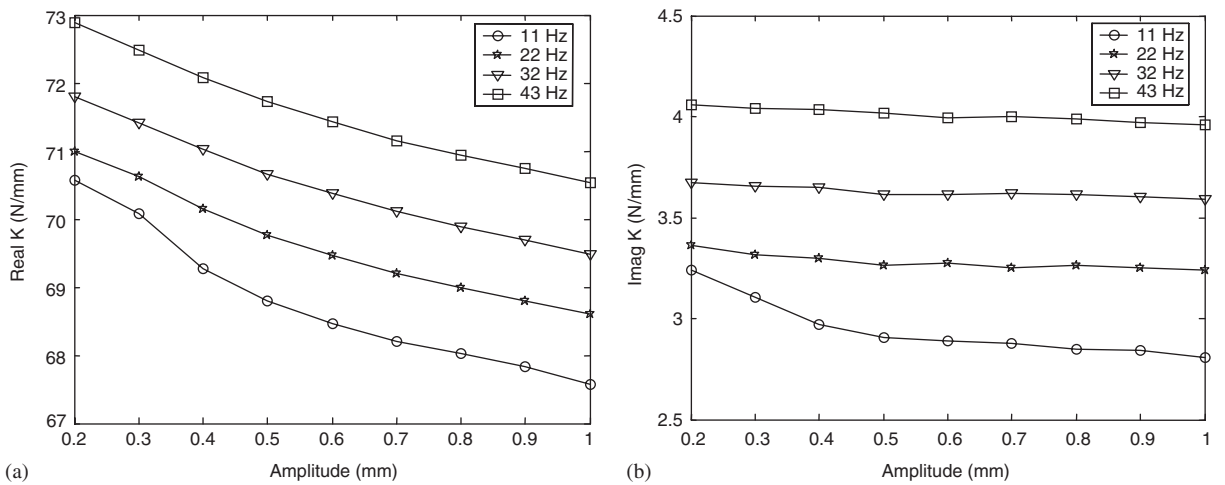 73
72
71
70
69
68
67
Real K (N/mm)
11 Hz
22 Hz
32 Hz
43 Hz
0.2 0.3 0.4 0.5 0.6 0.7 0.8 0.9 1
Amplitude (mm)
(a)
4.5
4
3.5
3
2.5
Imag K (N/mm)
11 Hz
22 Hz
32 Hz
43 Hz
0.2 0.3 0.4 0.5 0.6 0.7 0.8 0.9 1
Amplitude (mm)
(b)